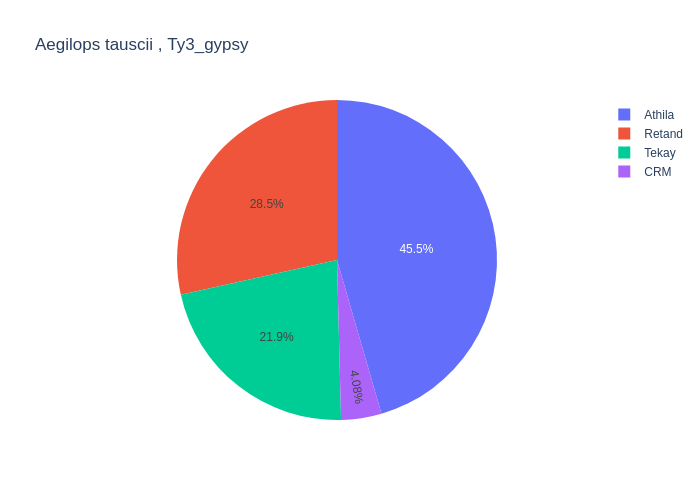 Aegilops tauscii , Ty3_gypsy
Athila
Retand
Tekay
CRM
28.5%
45.5%
21.9%
4.08%